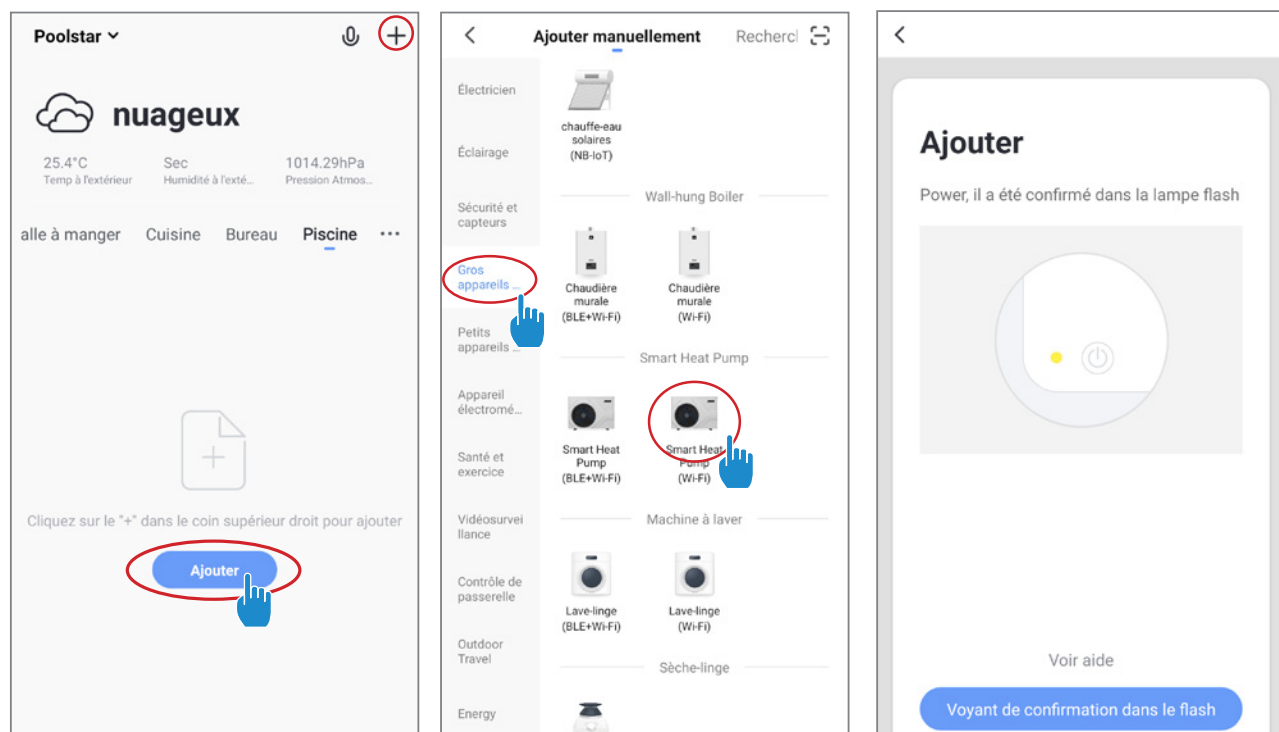 Poolstar
nuageux
25.4°C
Sec
1014.29hPa
Temp à l'extérieur
Humidité à l'exté...
Pression Atmos...
alle à manger
Cuisine
Bureau
Piscine
Cliquez sur le "+" dans le coin supérieur droit pour ajouter
Ajouter
Ajouter manuellement
Rechercl
Électricien
Éclairage
Sécurité et
capteurs
Gros
appareils ...
Petits
appareils ...
Appareil
électromé...
Santé et
exercice
Vidéosurvei
llance
Contrôle de
passerelle
Outdoor
Travel
Energy
chauffe-eau
solaires
(NB-IoT)
Wall-hung Boiler
Chaudière
murale
(BLE+Wi-Fi)
Chaudière
murale
(Wi-Fi)
Smart Heat Pump
Smart Heat
Pump
(BLE+Wi-Fi)
Smart Heat
Pump
(Wi-Fi)
Machine à laver
Lave-linge
(BLE+Wi-Fi)
Lave-linge
(Wi-Fi)
Sèche-linge
Ajouter
Power, il a été confirmé dans la lampe flash
Voir aide
Voyant de confirmation dans le flash